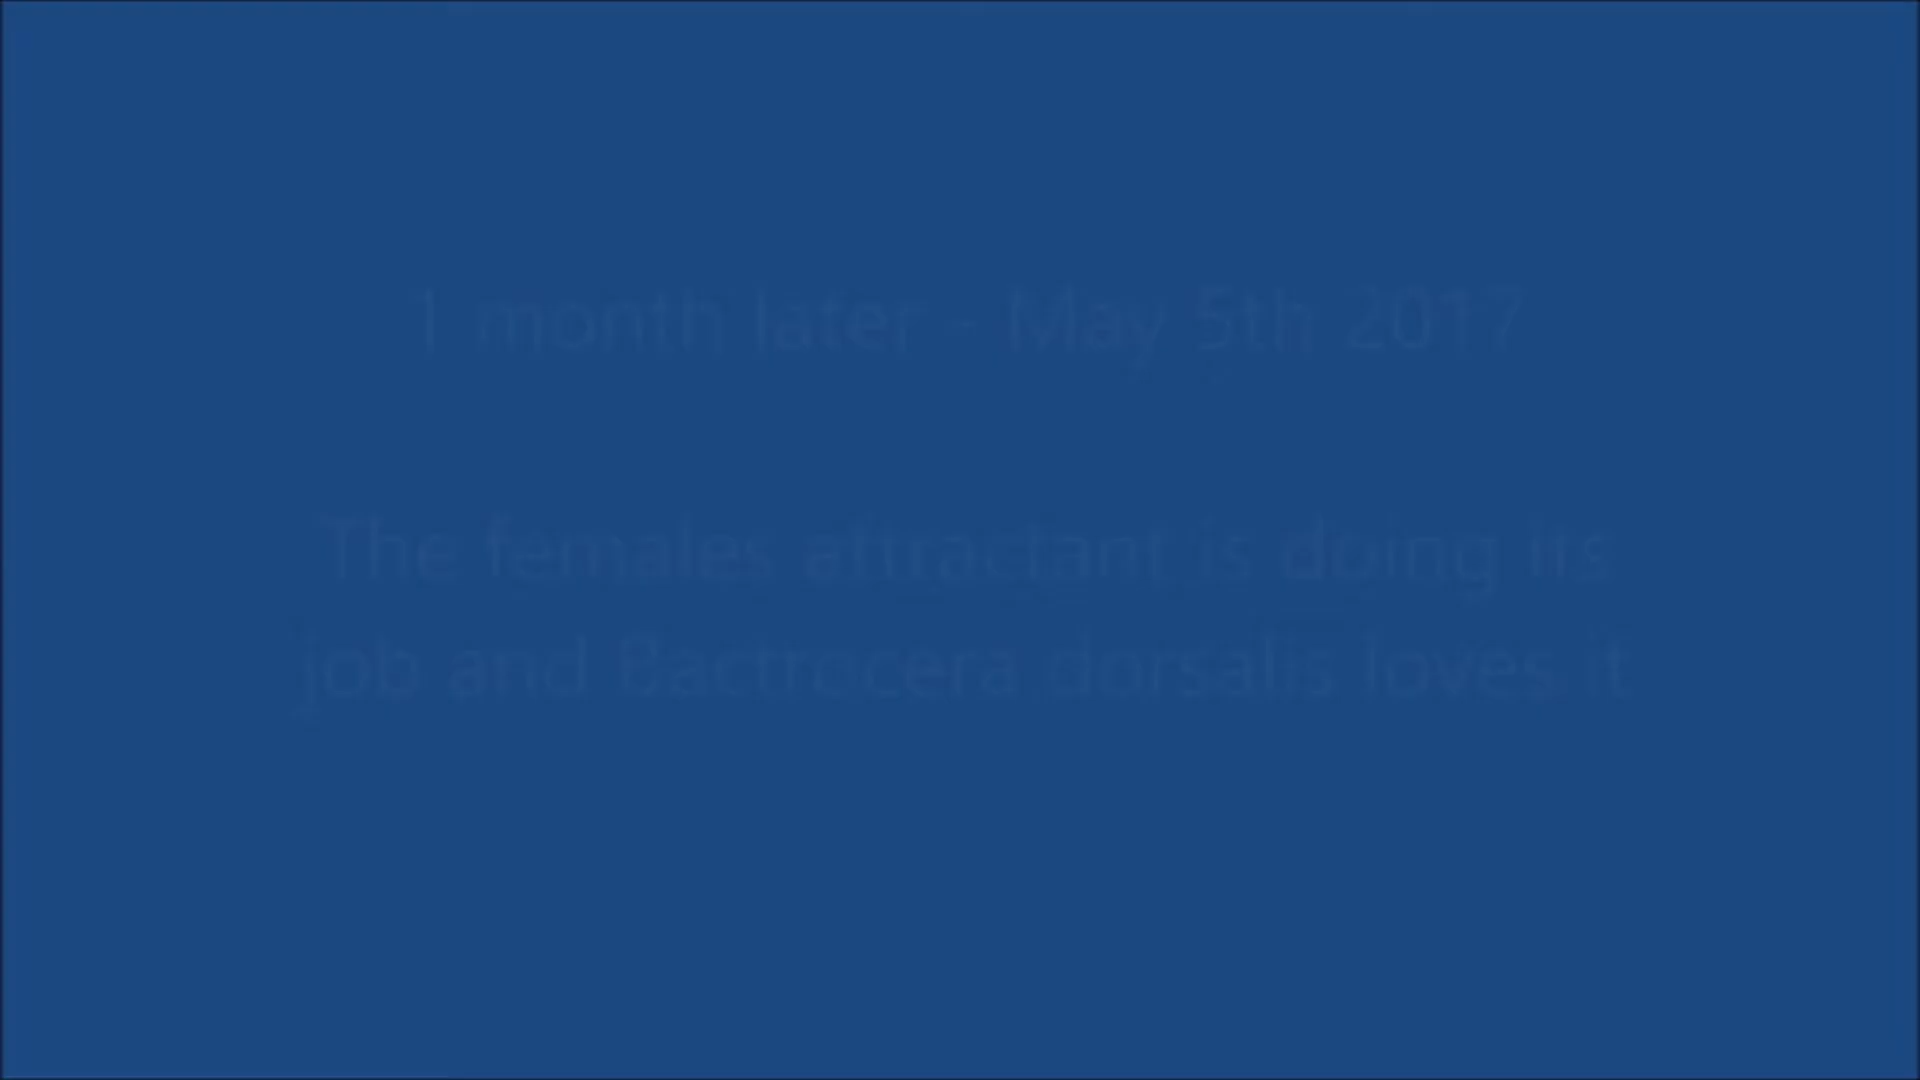 1 month later - May 5th 2017
The females attractant is doing its
job and Bactrocera dorsalis loves it